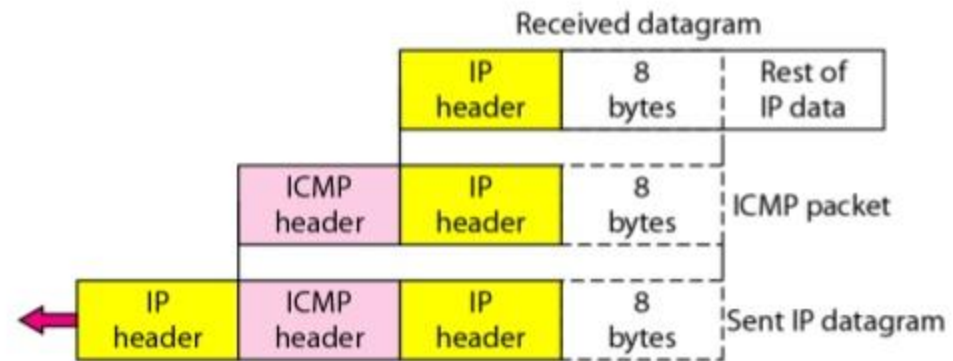 Received datagram
IP
header
8
bytes
Rest of
IP data
ICMP
header
IP
header
8
bytes
ICMP packet
IP
header
ICMP
header
IP
header
8
bytes
Sent IP datagram